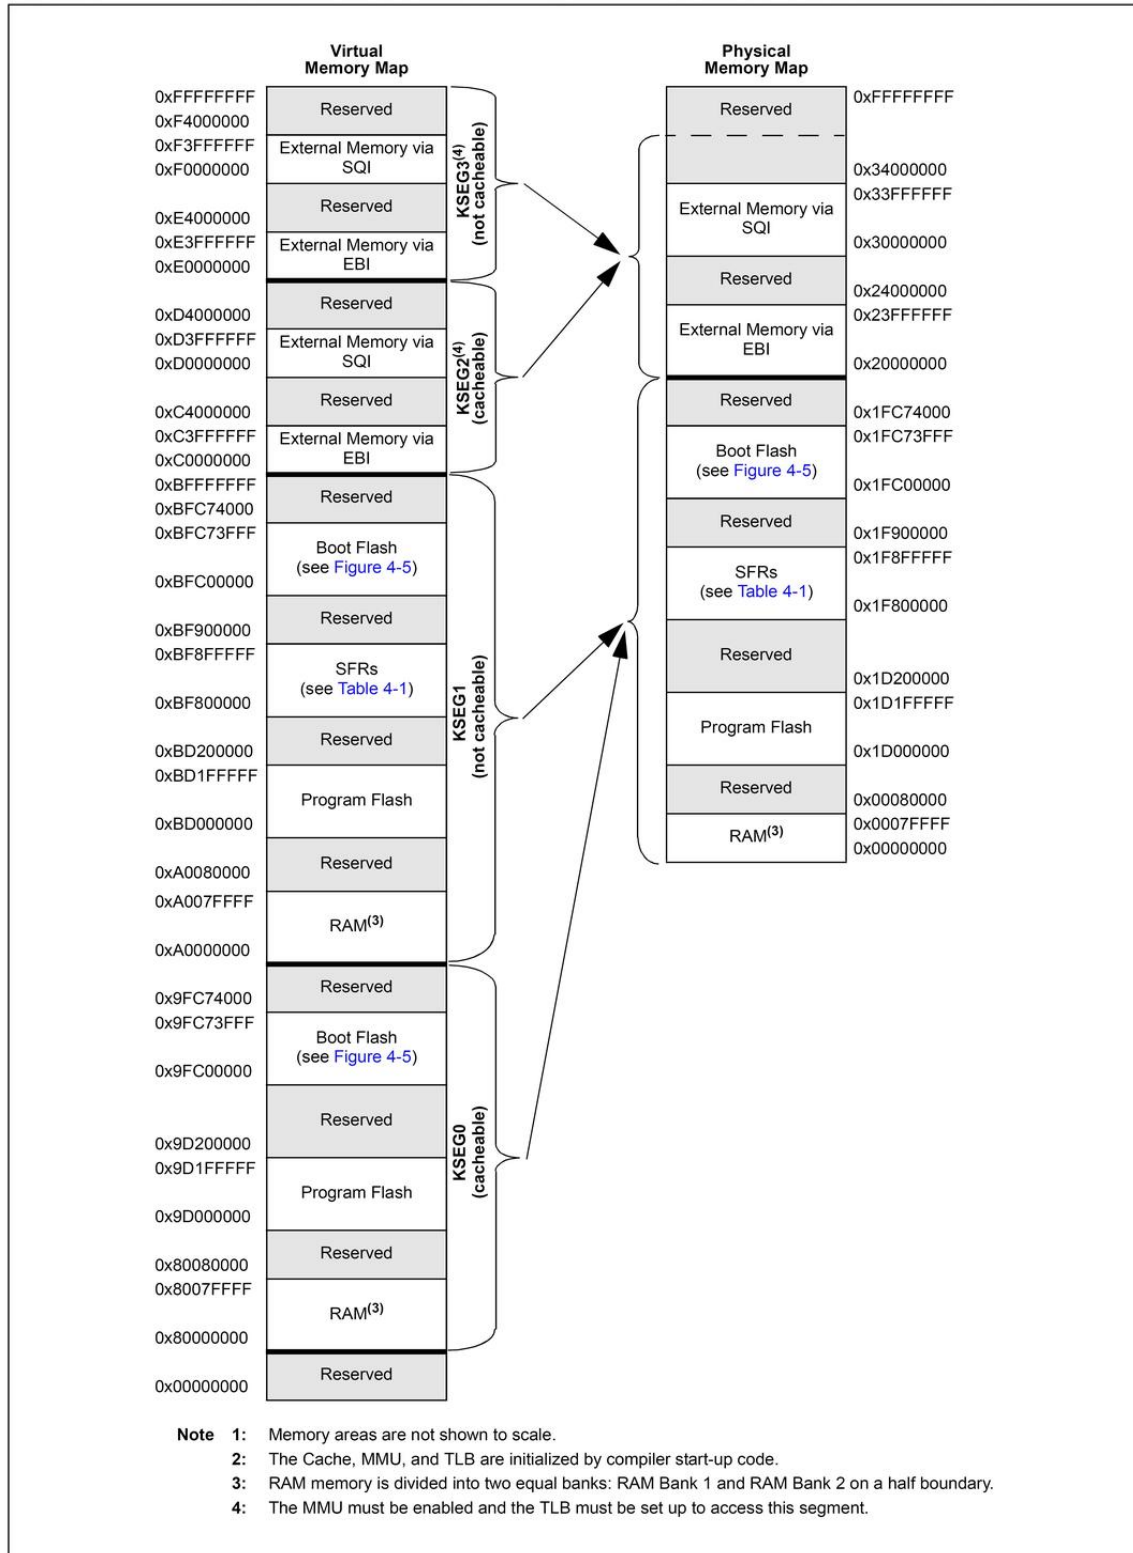 Virtual
Memory Map
0xFFFFFFFF
Reserved
0xF4000000
0xF3FFFFFF
External Memory via
SQI
0xF0000000
Reserved
0xE4000000
0xE3FFFFFF
External Memory via
EBI
0xE0000000
KSEG3(4)
(not cacheable)
Reserved
0xD4000000
0xD3FFFFFF
External Memory via
SQI
0xD0000000
Reserved
0xC4000000
0xC3FFFFFF
External Memory via
EBI
0xC0000000
KSEG2(4)
(cacheable)
0xBFFFFFFF
Reserved
0xBFC74000
0xBFC73FFF
Boot Flash
(see Figure 4-5)
0xBFC00000
Reserved
0xBF900000
0xBF8FFFFF
SFRs
(see Table 4-1)
0xBF800000
Reserved
0xBD200000
0xBD1FFFFF
Program Flash
0xBD000000
Reserved
0xA0080000
0xA007FFFF
RAM(3)
0xA0000000
KSEG1
(not cacheable)
Reserved
0x9FC74000
0x9FC73FFF
Boot Flash
(see Figure 4-5)
0x9FC00000
Reserved
0x9D200000
0x9D1FFFFF
Program Flash
0x9D000000
Reserved
0x80080000
0x8007FFFF
RAM(3)
0x80000000
KSEG0
(cacheable)
Reserved
0x00000000
Physical
Memory Map
Reserved
0xFFFFFFFF
0x34000000
0x33FFFFFF
External Memory via
SQI
0x30000000
Reserved
0x24000000
0x23FFFFFF
External Memory via
EBI
0x20000000
Reserved
0x1FC74000
0x1FC73FFF
Boot Flash
(see Figure 4-5)
0x1FC00000
Reserved
0x1F900000
0x1F8FFFFF
SFRs
(see Table 4-1)
0x1F800000
Reserved
0x1D200000
0x1D1FFFFF
Program Flash
0x1D000000
Reserved
0x00080000
0x0007FFFF
RAM(3)
0x00000000
Note 1: Memory areas are not shown to scale.
2: The Cache, MMU, and TLB are initialized by compiler start-up code.
3: RAM memory is divided into two equal banks: RAM Bank 1 and RAM Bank 2 on a half boundary.
4: The MMU must be enabled and the TLB must be set up to access this segment.